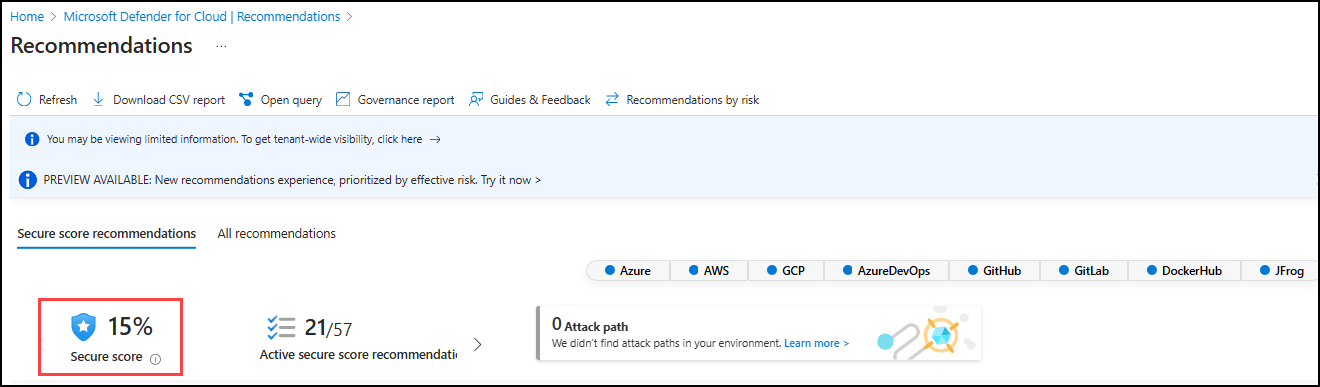 Home > Microsoft Defender for Cloud | Recommendations >
Recommendations ...
Refresh Download CSV report Open query Governance report Guides & Feedback Recommendations by risk
You may be viewing limited information. To get tenant-wide visibility, click here →
PREVIEW AVAILABLE: New recommendations experience, prioritized by effective risk. Try it now >
Secure score recommendations All recommendations
Azure AWS GCP AzureDevOps GitHub GitLab DockerHub JFrog
15% Secure score
21/57 Active secure score recommendatio
0 Attack path
We didn't find attack paths in your environment. Learn more >